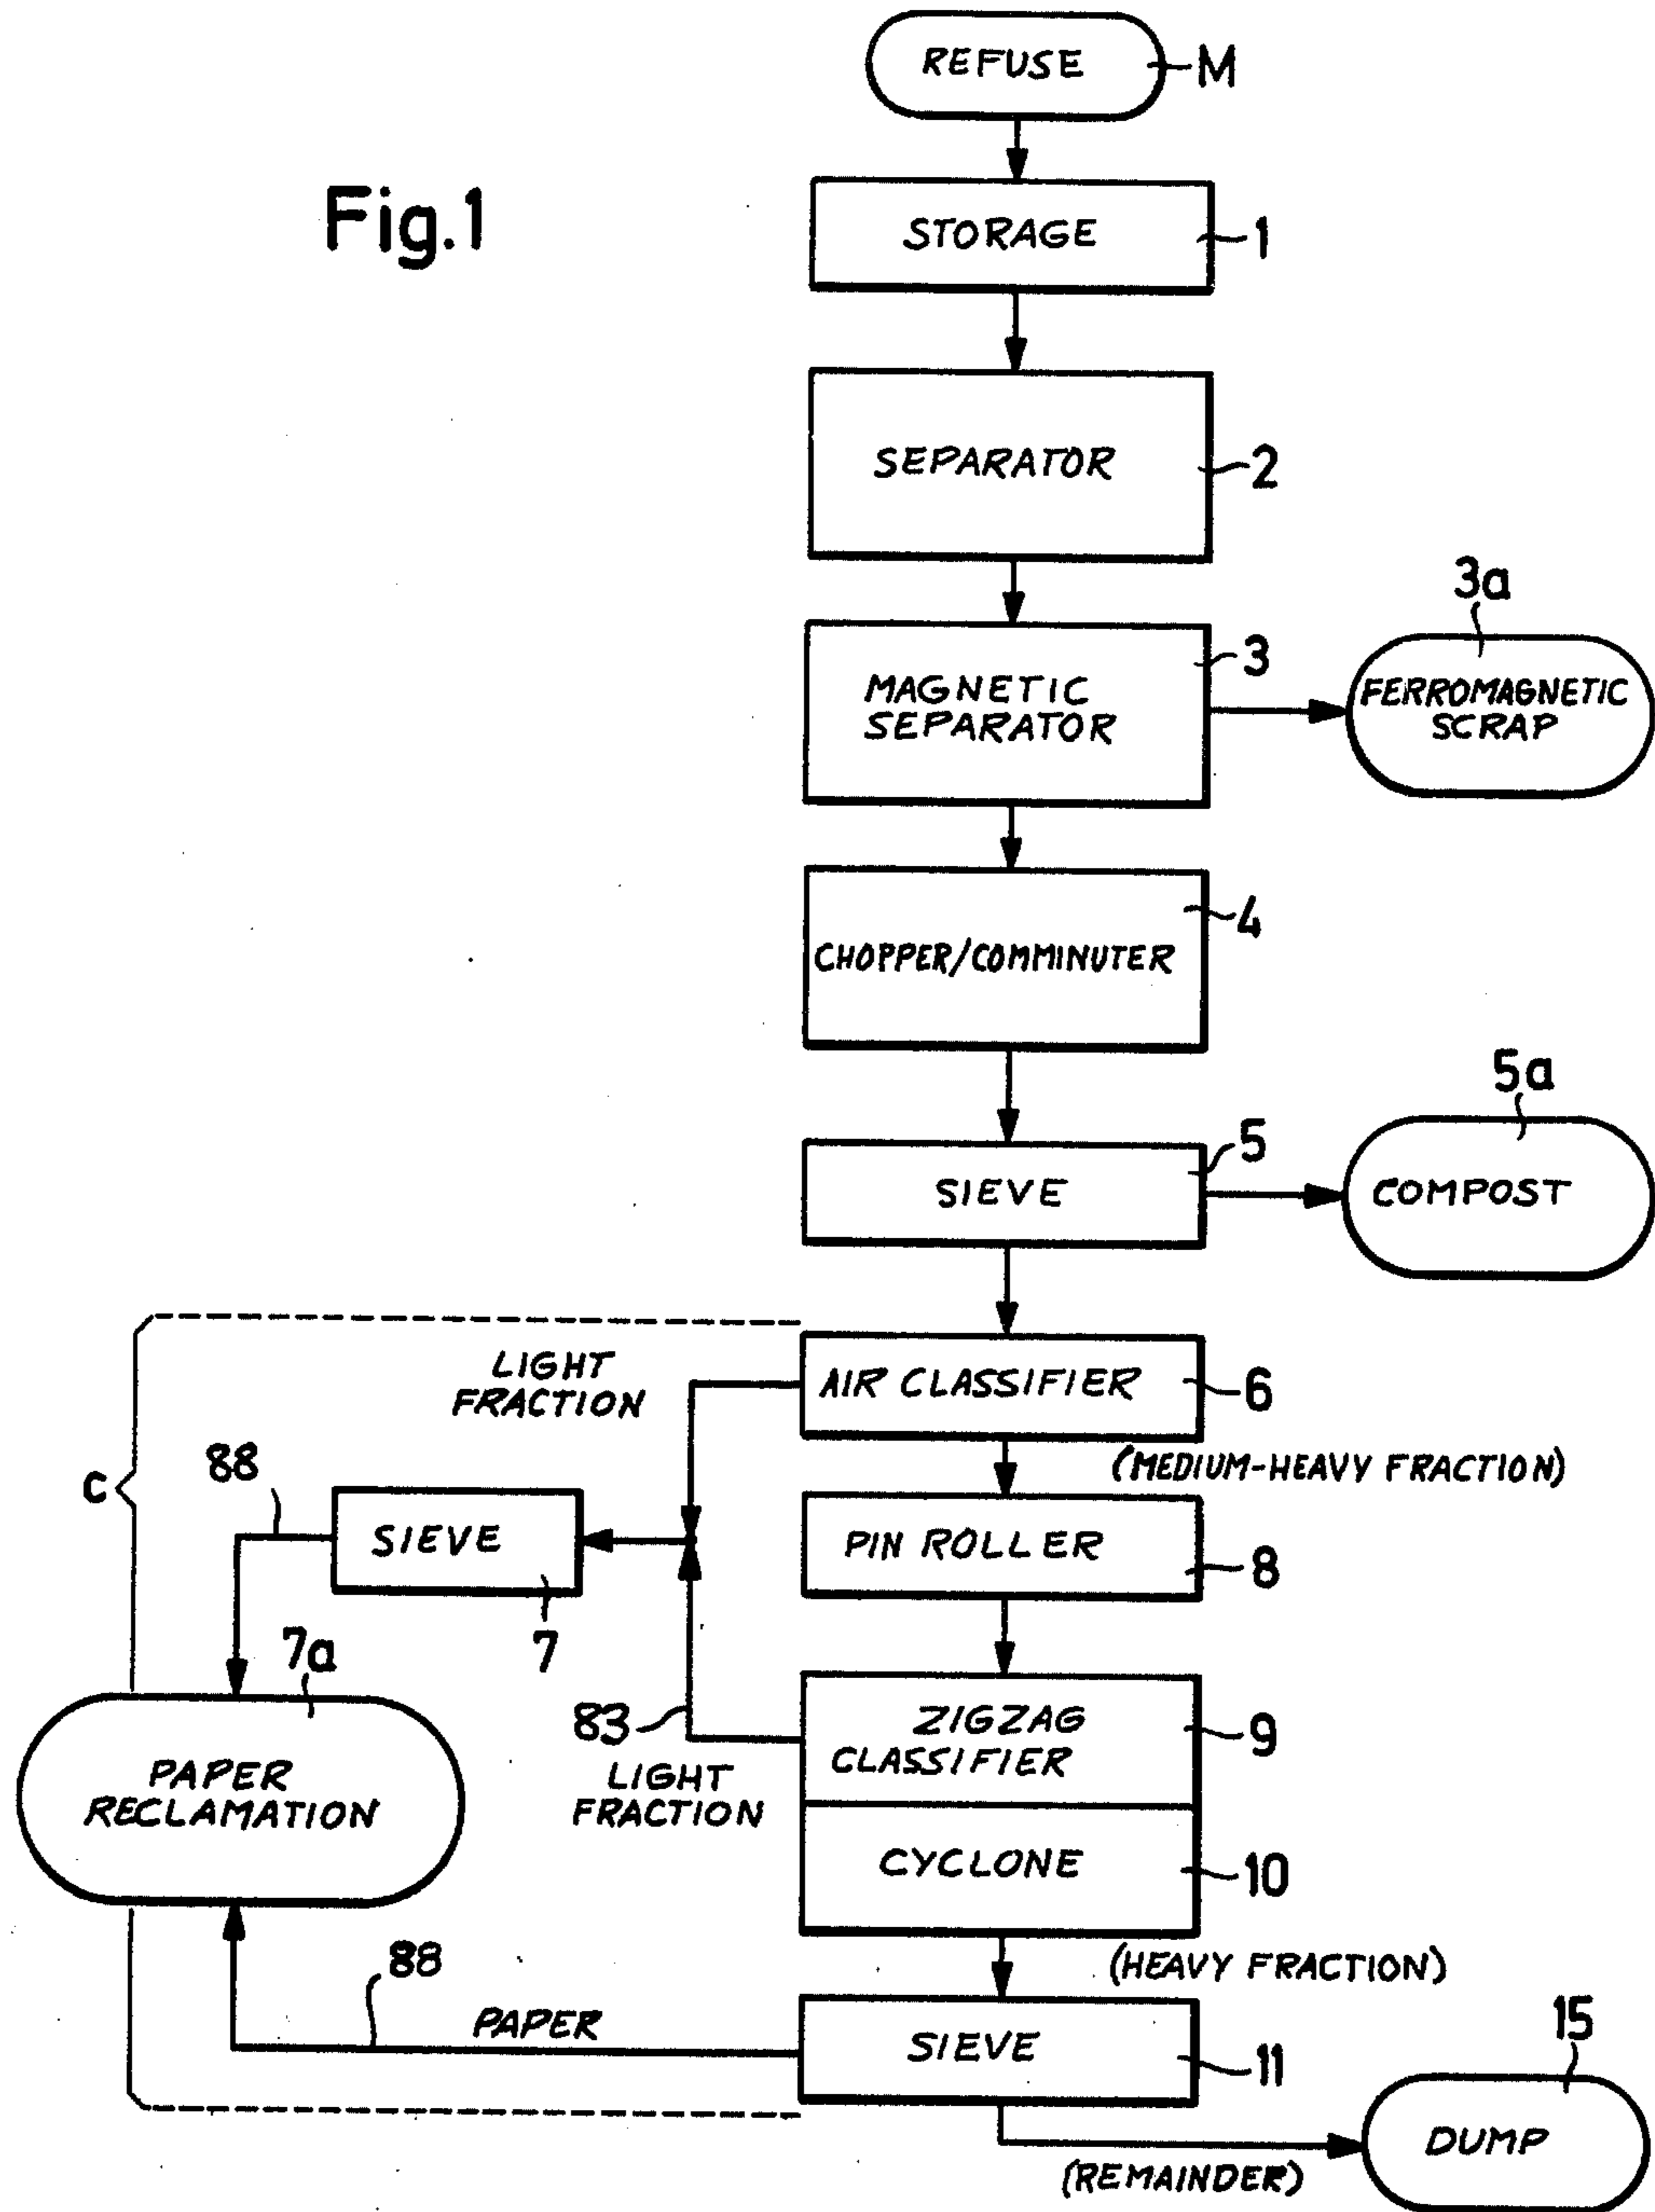 REFUSE
M
Fig.1
STORAGE
1
SEPARATOR
2
3a
MAGNETIC
SEPARATOR
3
FERROMAGNETIC
SCRAP
CHOPPER/COMMINUTER
4
5a
SIEVE
5
COMPOST
LIGHT
FRACTION
AIR CLASSIFIER
6
(MEDIUM-HEAVY FRACTION)
C
88
SIEVE
7
PIN ROLLER
8
7a
83
LIGHT
FRACTION
ZIGZAG
CLASSIFIER
9
PAPER
RECLAMATION
CYCLONE
10
(HEAVY FRACTION)
88
PAPER
SIEVE
11
15
DUMP
(REMAINDER)